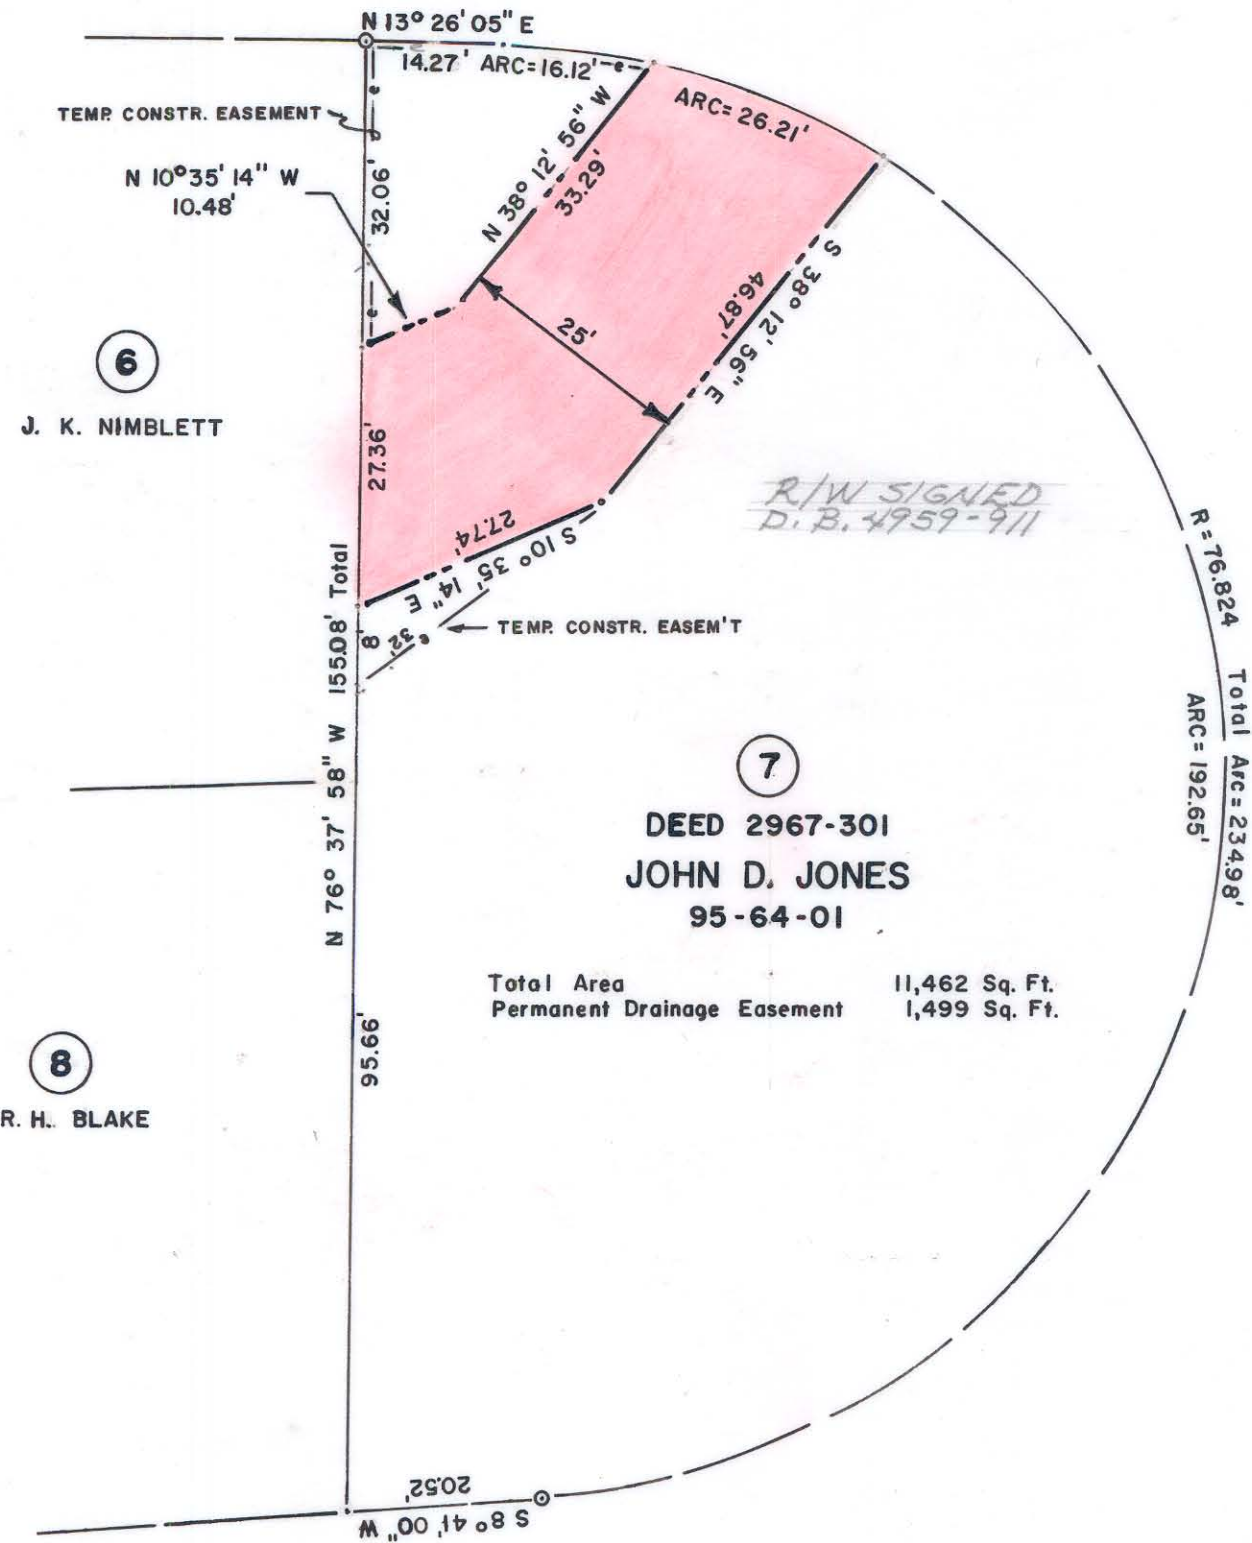 N 13° 26' 05" E
14.27' ARC=16.12'
TEMP. CONSTR. EASEMENT
N 10° 35' 14" W
10.48'
32.06'
N 38° 12' 56" W
33.29'
ARC= 26.21'
S 38° 12' 56" E
46.87'
25'
6
J. K. NIMBLETT
27.36'
27.74'
S 10° 35' 14" E
R/W SIGNED
D. B. 4959-911
8'
32'
TEMP. CONSTR. EASEM'T
N 76° 37' 58" W 155.08' Total
R=76.824
Total Arc=234.98'
ARC=192.65'
7
DEED 2967-301
JOHN D. JONES
95-64-01
Total Area 11,462 Sq. Ft.
Permanent Drainage Easement 1,499 Sq. Ft.
95.66'
8
R. H. BLAKE
20.52'
S 8° 41' 00" W